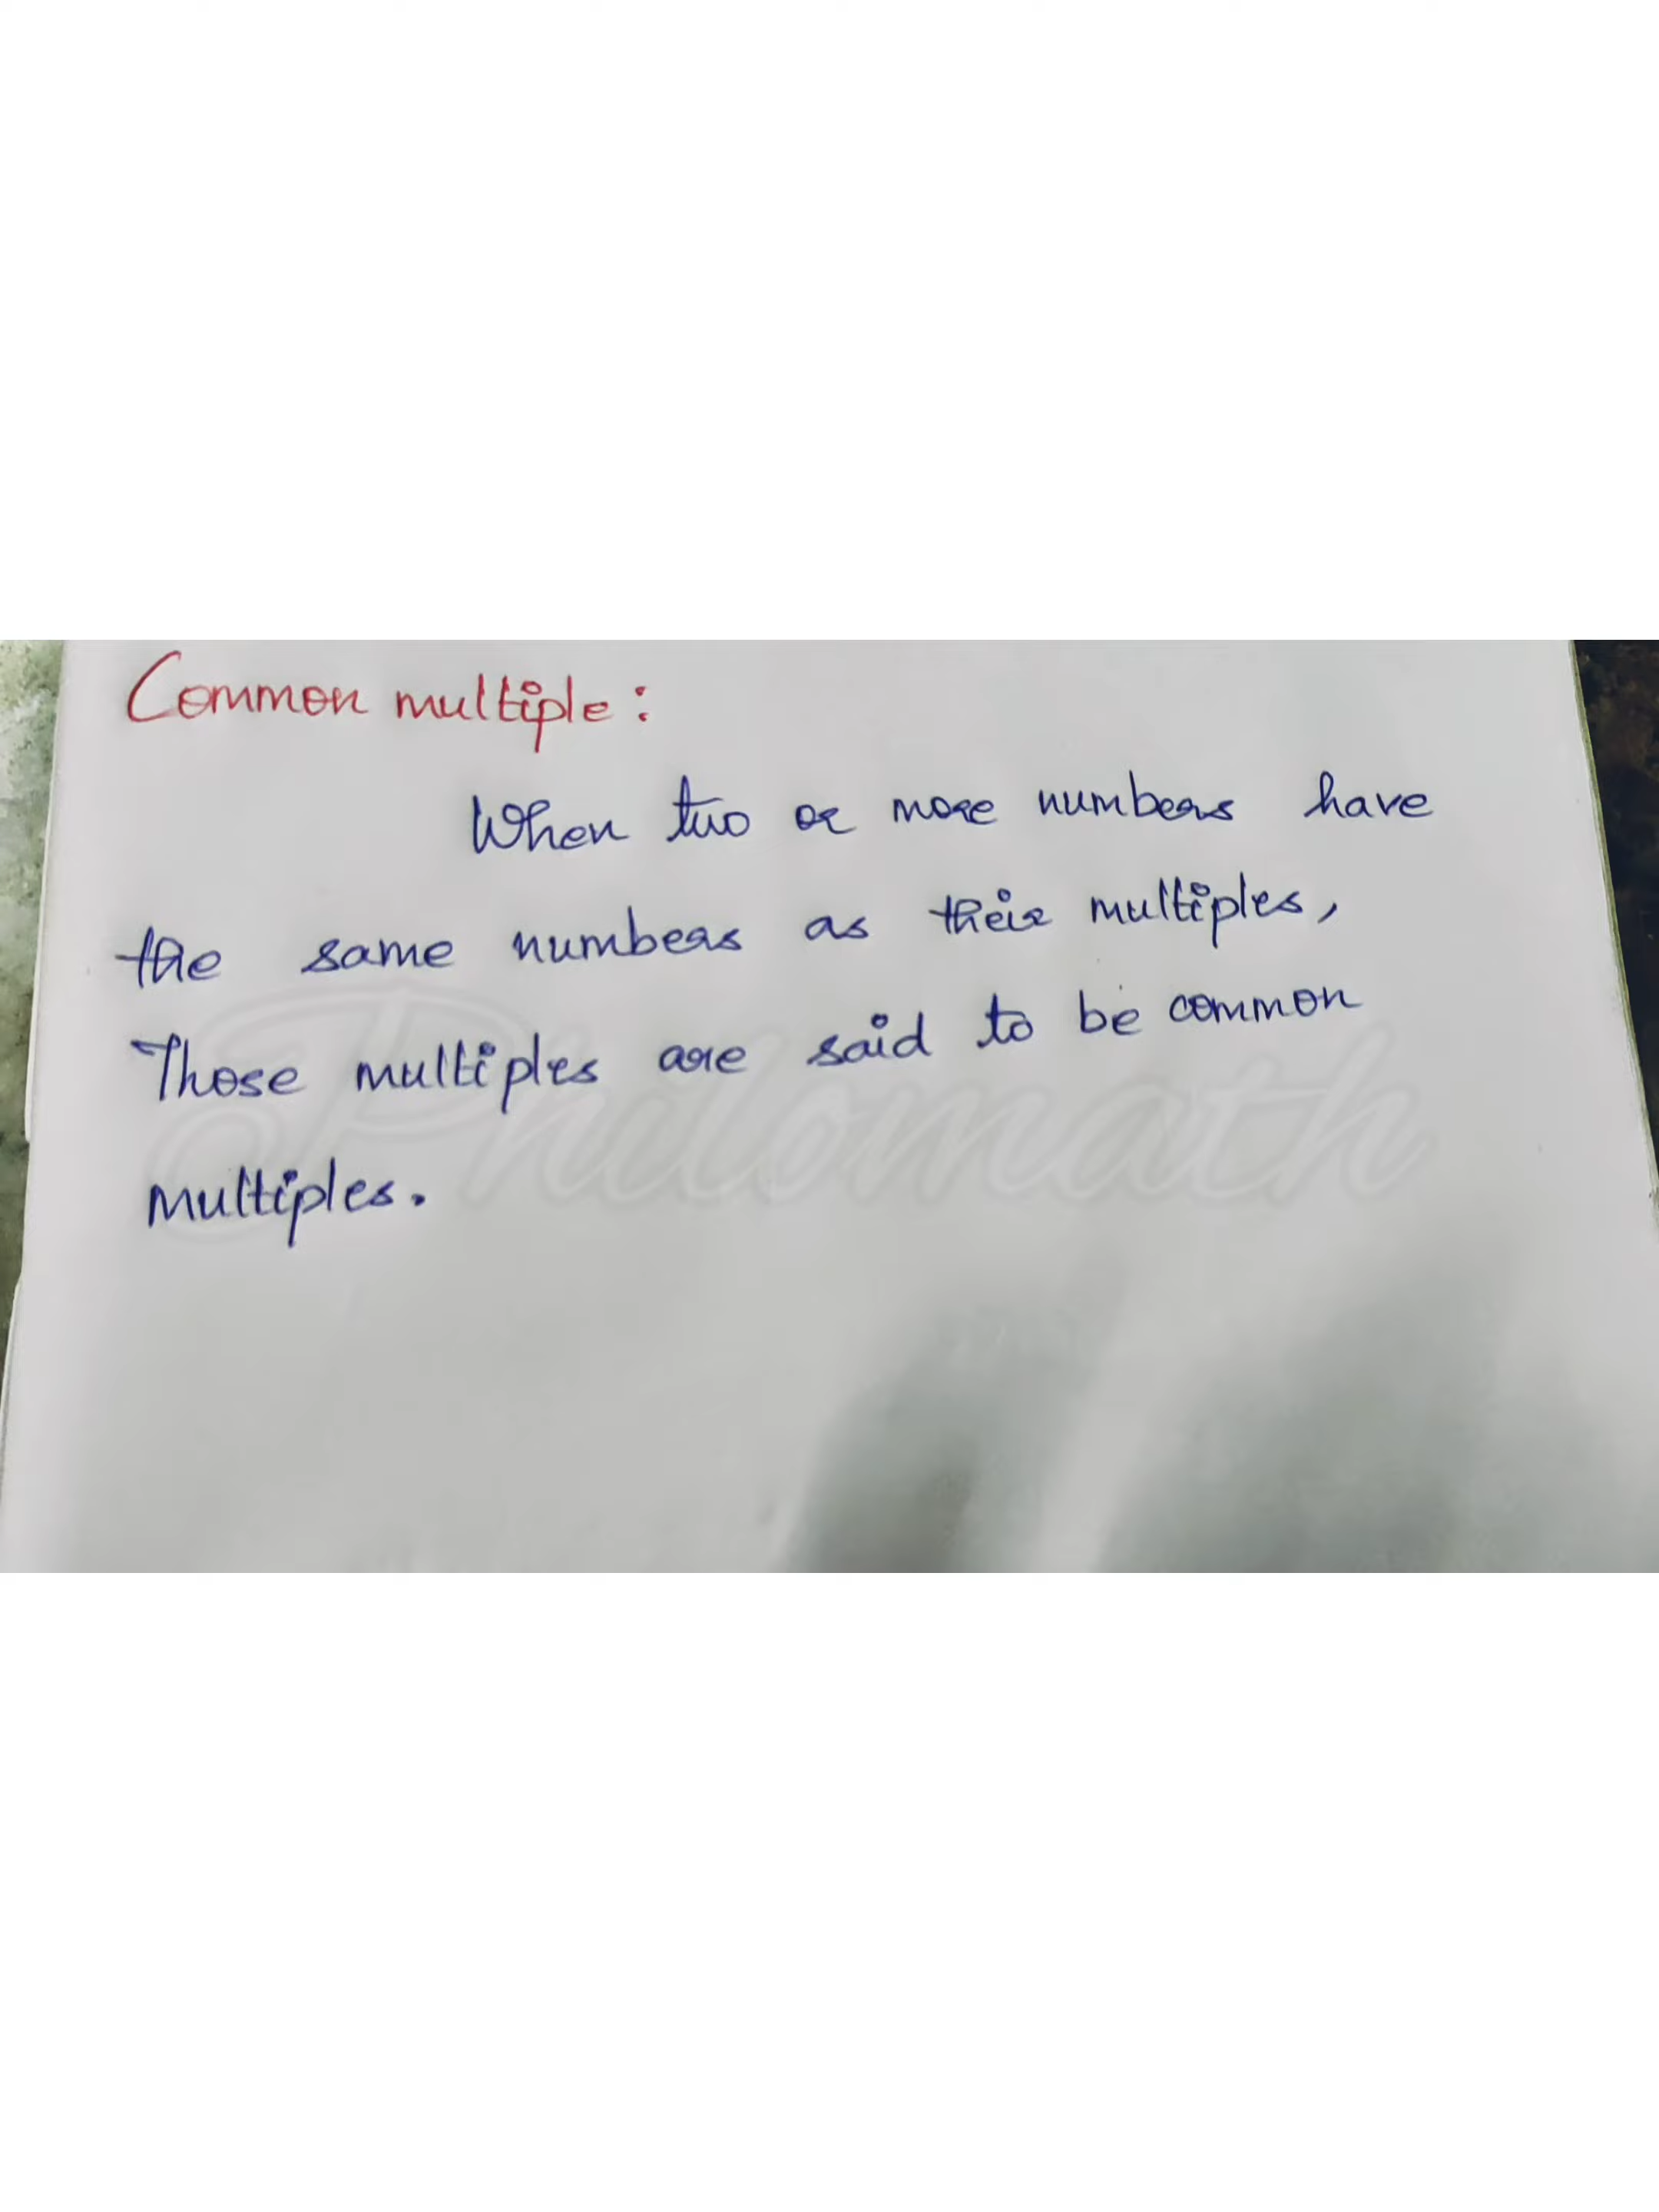 Common multiple:
When two or more numbers have
the same numbers as their multiples,
Those multiples are said to be common
multiples.
Philomath